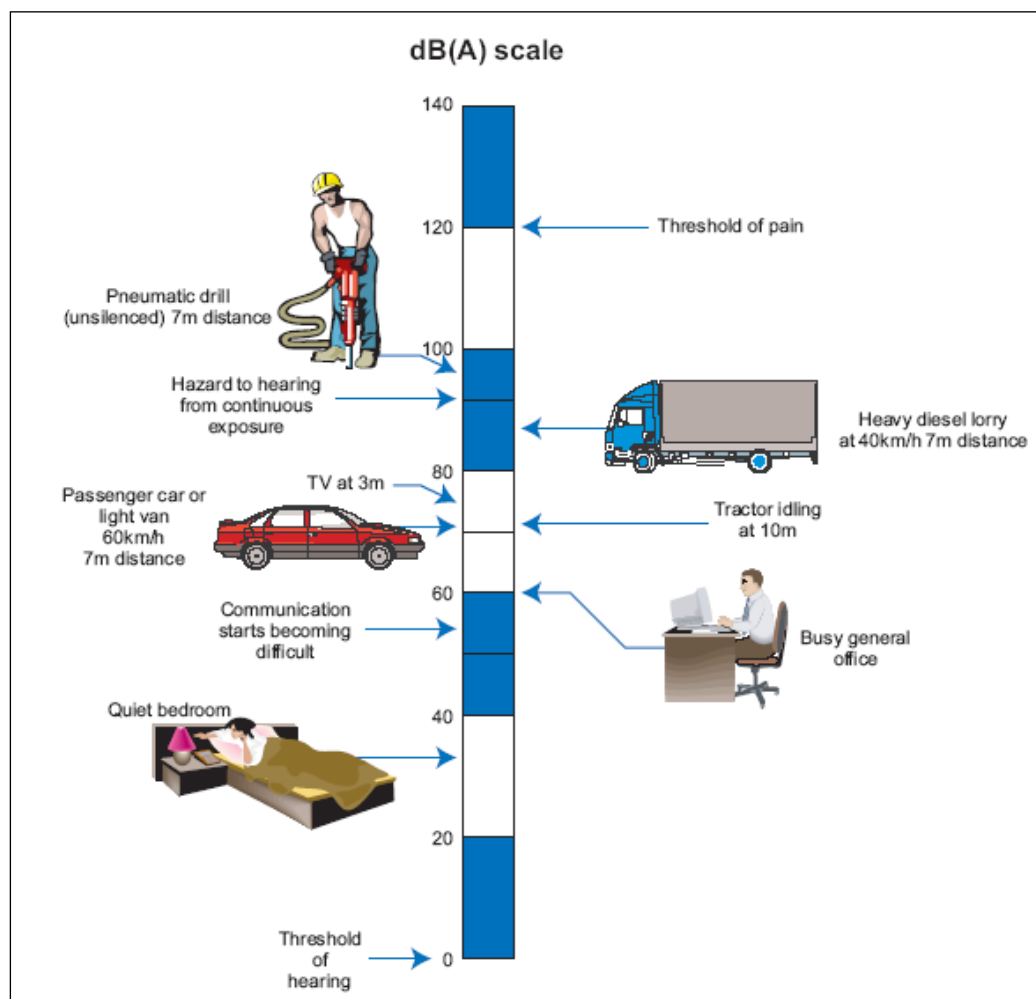 dB(A) scale
140
120
Threshold of pain
Pneumatic drill
(unsilenced) 7m distance
100
Hazard to hearing
from continuous
exposure
Heavy diesel lorry
at 40km/h 7m distance
80
TV at 3m
Passenger car or
light van
60km/h
7m distance
Tractor idling
at 10m
60
Communication
starts becoming
difficult
Busy general
office
Quiet bedroom
40
20
Threshold
of
hearing
0